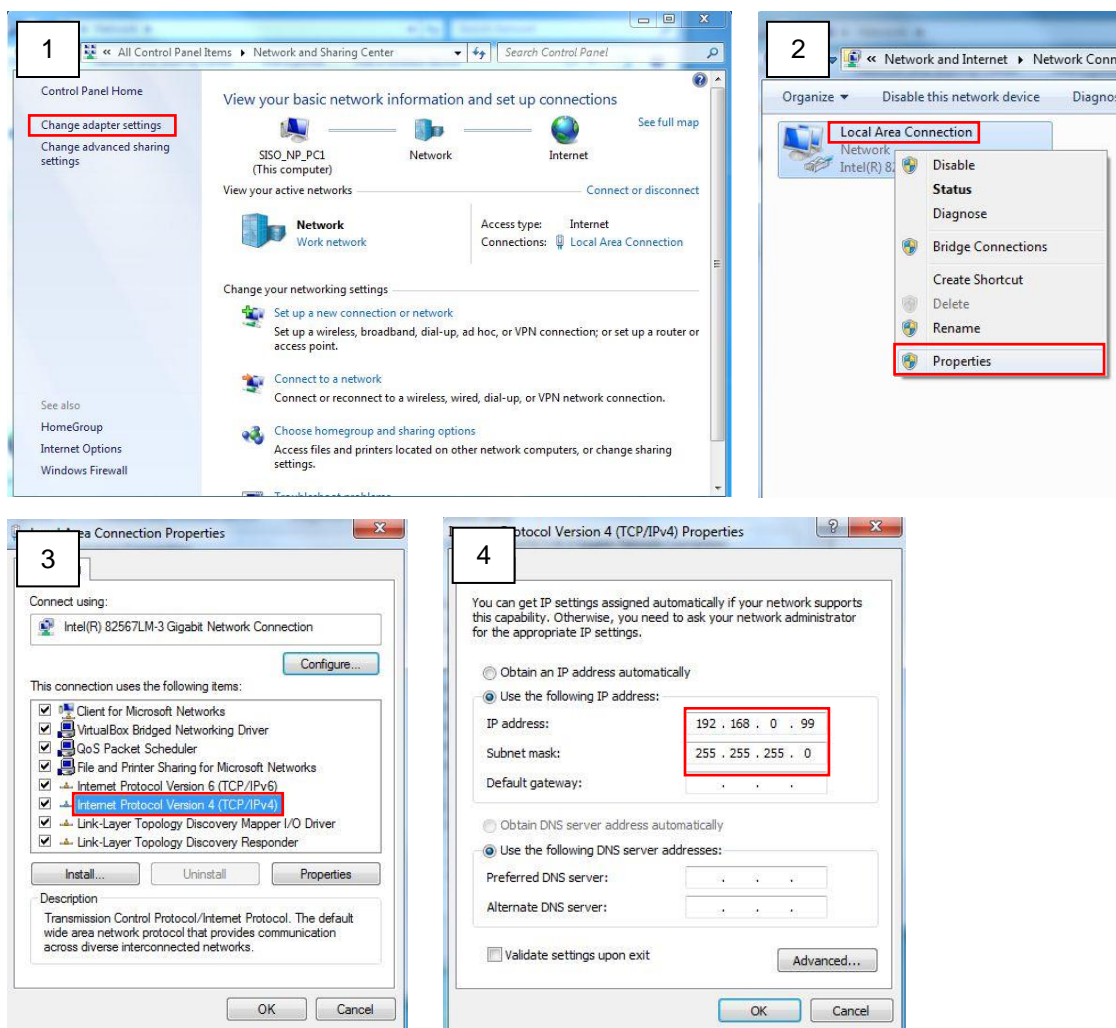 1
« All Control Panel Items ▸ Network and Sharing Center
Search Control Panel
Control Panel Home
Change adapter settings
Change advanced sharing
settings
See also
HomeGroup
Internet Options
Windows Firewall
View your basic network information and set up connections
See full map
SISO_NP_PC1
(This computer)
Network
Internet
View your active networks
Connect or disconnect
Network
Work network
Access type: Internet
Connections: Local Area Connection
Change your networking settings
Set up a new connection or network
Set up a wireless, broadband, dial-up, ad hoc, or VPN connection; or set up a router or
access point.
Connect to a network
Connect or reconnect to a wireless, wired, dial-up, or VPN network connection.
Choose homegroup and sharing options
Access files and printers located on other network computers, or change sharing
settings.
2
« Network and Internet ▸ Network Conn
Organize Disable this network device Diagnos
Local Area Connection
Network
Intel(R) 8
Disable
Status
Diagnose
Bridge Connections
Create Shortcut
Delete
Rename
Properties
3
ea Connection Properties
Connect using:
Intel(R) 82567LM-3 Gigabit Network Connection
Configure...
This connection uses the following items:
Client for Microsoft Networks
VirtualBox Bridged Networking Driver
QoS Packet Scheduler
File and Printer Sharing for Microsoft Networks
Internet Protocol Version 6 (TCP/IPv6)
Internet Protocol Version 4 (TCP/IPv4)
Link-Layer Topology Discovery Mapper I/O Driver
Link-Layer Topology Discovery Responder
Install... Uninstall Properties
Description
Transmission Control Protocol/Internet Protocol. The default
wide area network protocol that provides communication
across diverse interconnected networks.
OK Cancel
4
otocol Version 4 (TCP/IPv4) Properties
You can get IP settings assigned automatically if your network supports
this capability. Otherwise, you need to ask your network administrator
for the appropriate IP settings.
Obtain an IP address automatically
Use the following IP address:
IP address: 192 . 168 . 0 . 99
Subnet mask: 255 . 255 . 255 . 0
Default gateway: . . .
Obtain DNS server address automatically
Use the following DNS server addresses:
Preferred DNS server: . . .
Alternate DNS server: . . .
Validate settings upon exit
Advanced...
OK Cancel